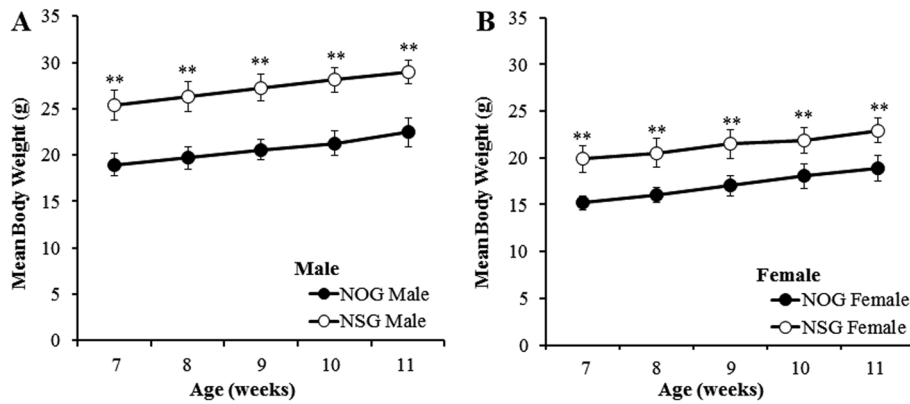 A
Mean Body Weight (g)
35
30
25
20
15
10
5
0
** ** ** ** **
Male
NOG Male
NSG Male
7 8 9 10 11
Age (weeks)
B
Mean Body Weight (g)
35
30
25
20
15
10
5
0
** ** ** ** **
Female
NOG Female
NSG Female
7 8 9 10 11
Age (weeks)